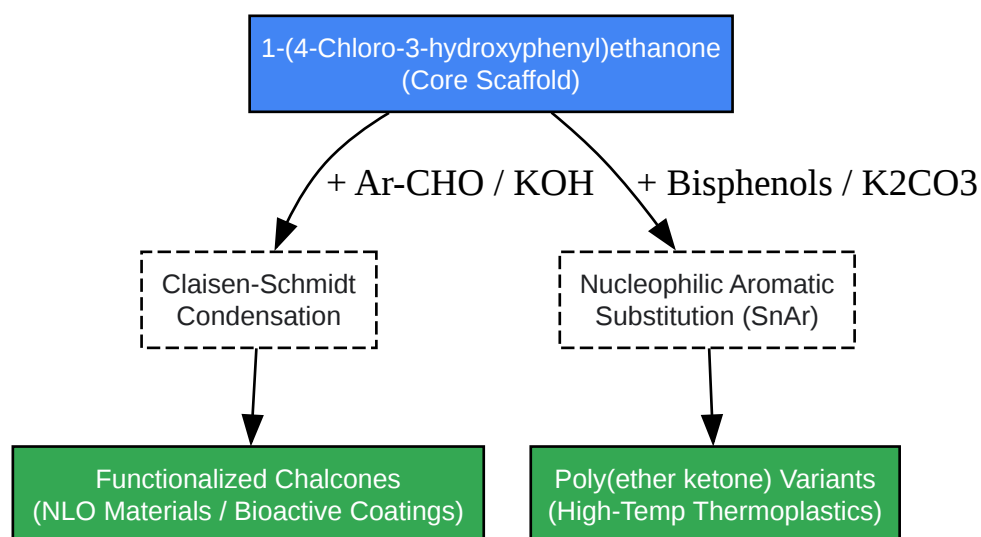 1-(4-Chloro-3-hydroxyphenyl)ethanone
(Core Scaffold)
+ Ar-CHO / KOH
+ Bisphenols / K2CO3
Claisen-Schmidt
Condensation
Nucleophilic Aromatic
Substitution (SnAr)
Functionalized Chalcones
(NLO Materials / Bioactive Coatings)
Poly(ether ketone) Variants
(High-Temp Thermoplastics)